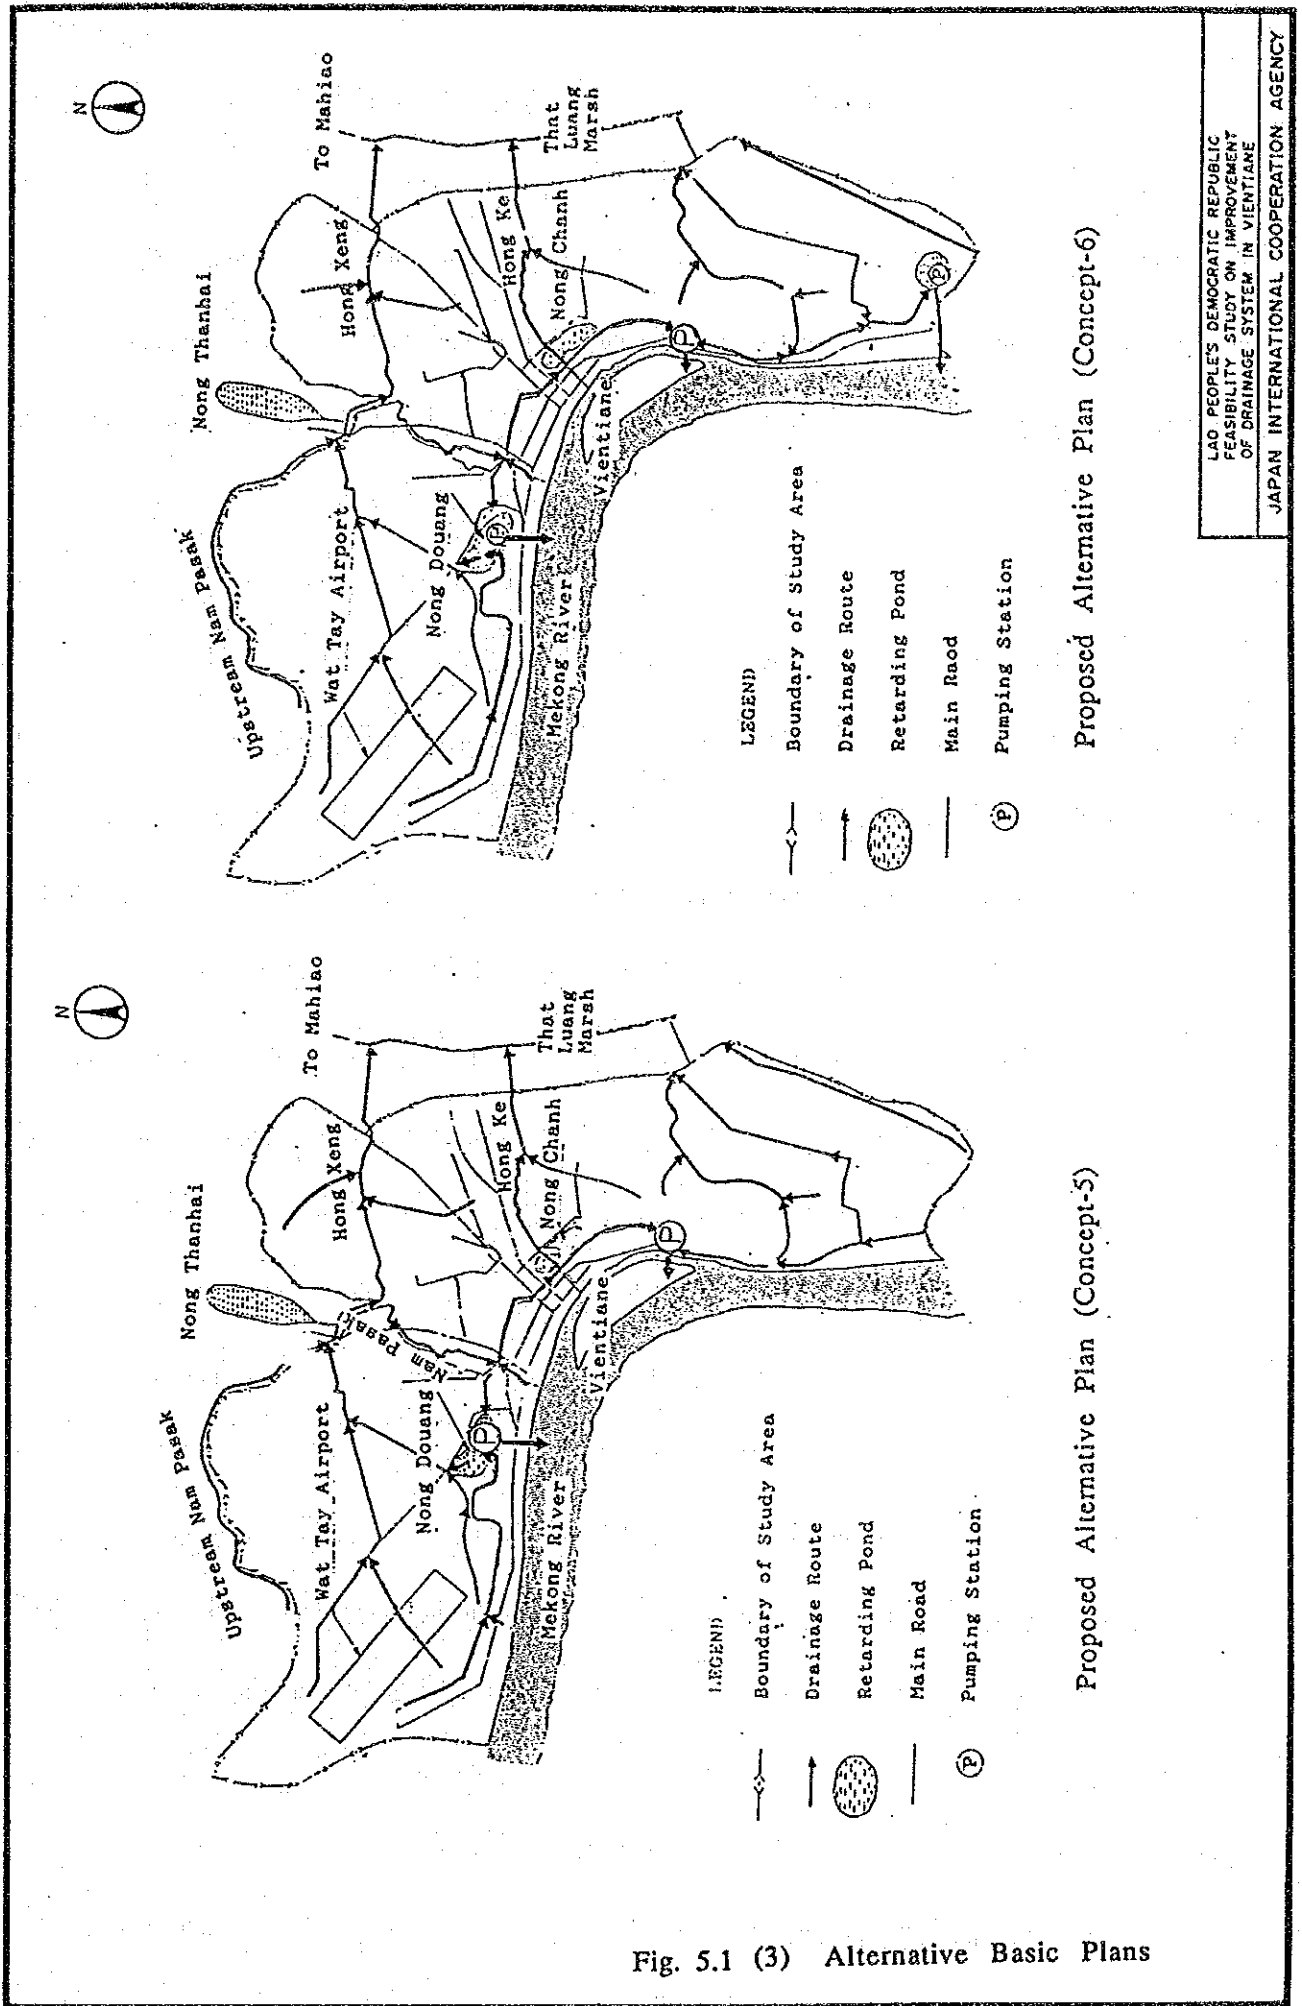 N
To Mahiao
Nong Thanhai
Hong Xeng
Upstream Nam Pasak
Wat Tay Airport
Nam Pasak
Nong Douang
Hong Ke
That
Luang
Marsh
Nong Chanh
P
P
Mekong River
Vientiane
LEGEND
Boundary of Study Area
Drainage Route
Retarding Pond
Main Road
P Pumping Station
Proposed Alternative Plan (Concept-5)
N
To Mahiao
Nong Thanhai
Hong Xeng
Upstream Nam Pasak
Wat Tay Airport
Nong Douang
Hong Ke
That
Luang
Marsh
Nong Chanh
P
P
P
Mekong River
Vientiane
LEGEND
Boundary of Study Area
Drainage Route
Retarding Pond
Main Raod
P Pumping Station
Proposed Alternative Plan (Concept-6)
LAO PEOPLE'S DEMOCRATIC REPUBLIC
FEASIBILITY STUDY ON IMPROVEMENT
OF DRAINAGE SYSTEM IN VIENTIANE
JAPAN INTERNATIONAL COOPERATION AGENCY
Fig. 5.1 (3) Alternative Basic Plans